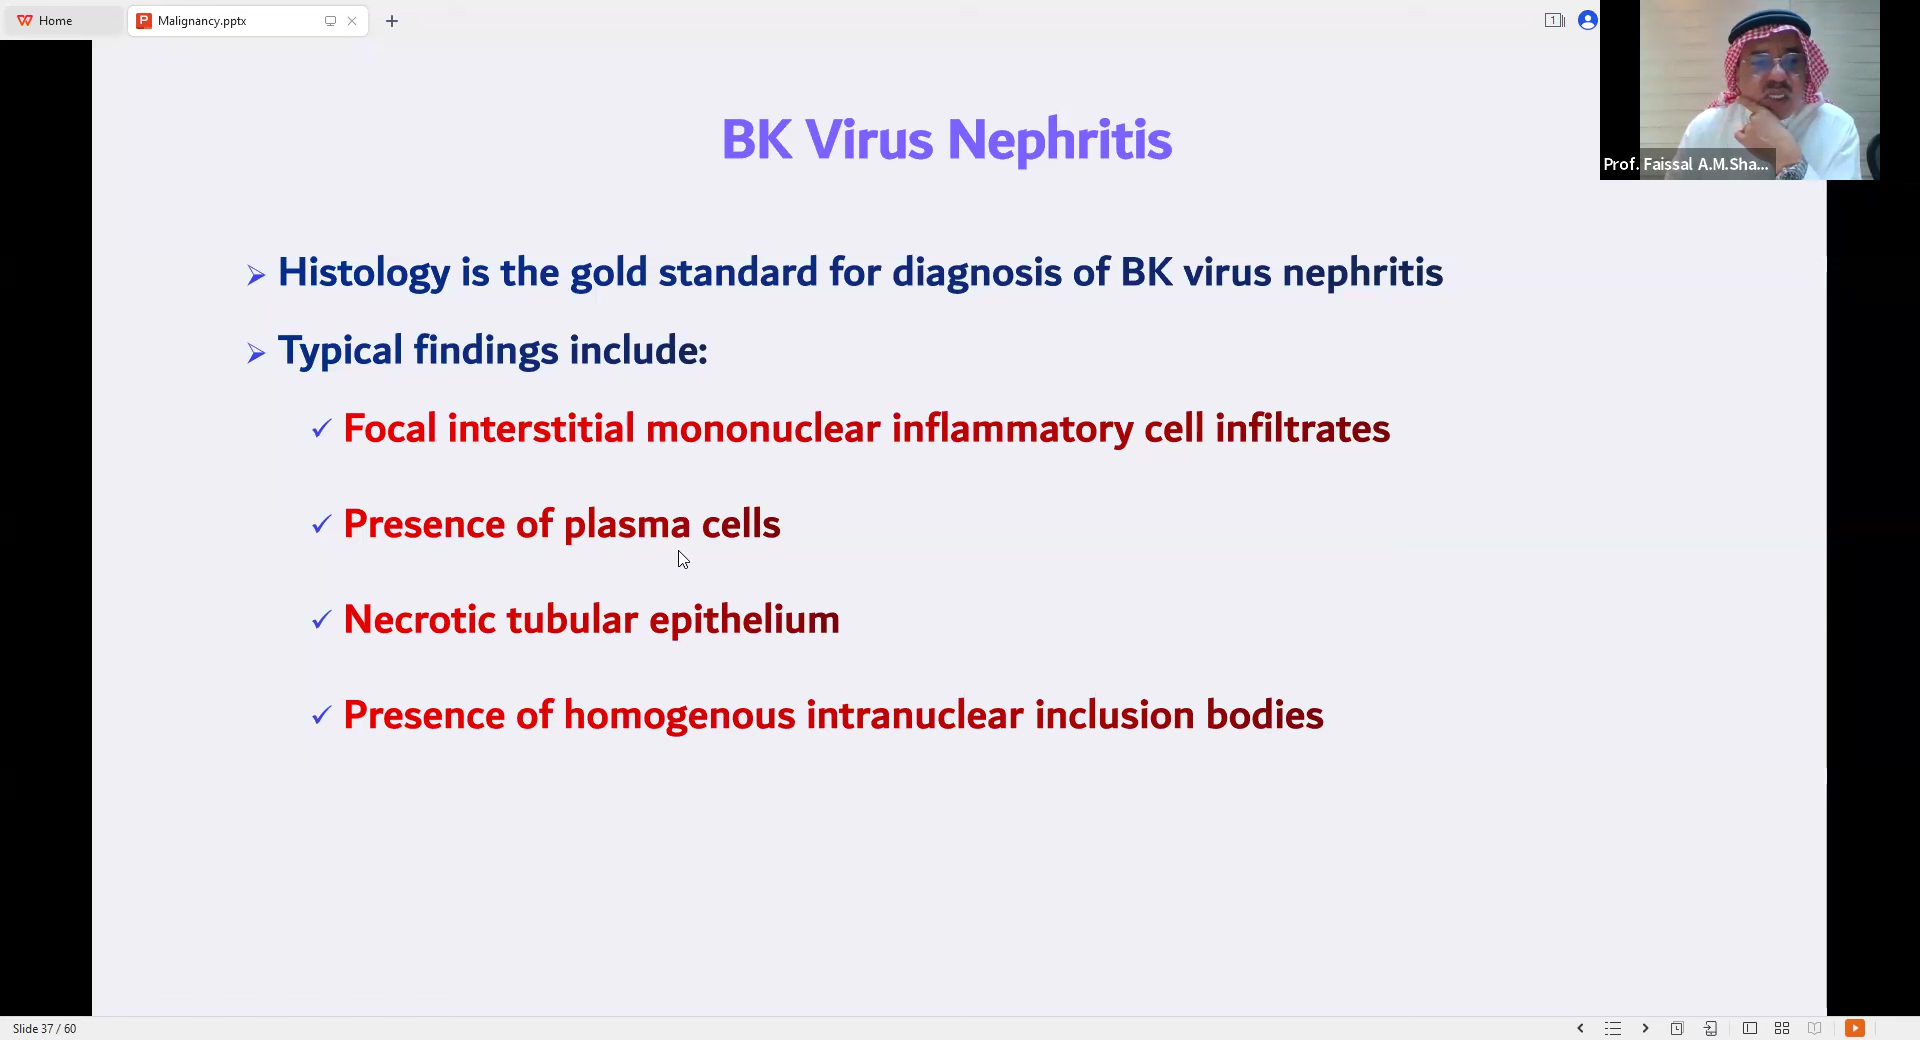 Home
Malignancy.pptx
1
Prof. Faissal A.M.Sha...
BK Virus Nephritis
Histology is the gold standard for diagnosis of BK virus nephritis
Typical findings include:
Focal interstitial mononuclear inflammatory cell infiltrates
Presence of plasma cells
Necrotic tubular epithelium
Presence of homogenous intranuclear inclusion bodies
Slide 37 / 60